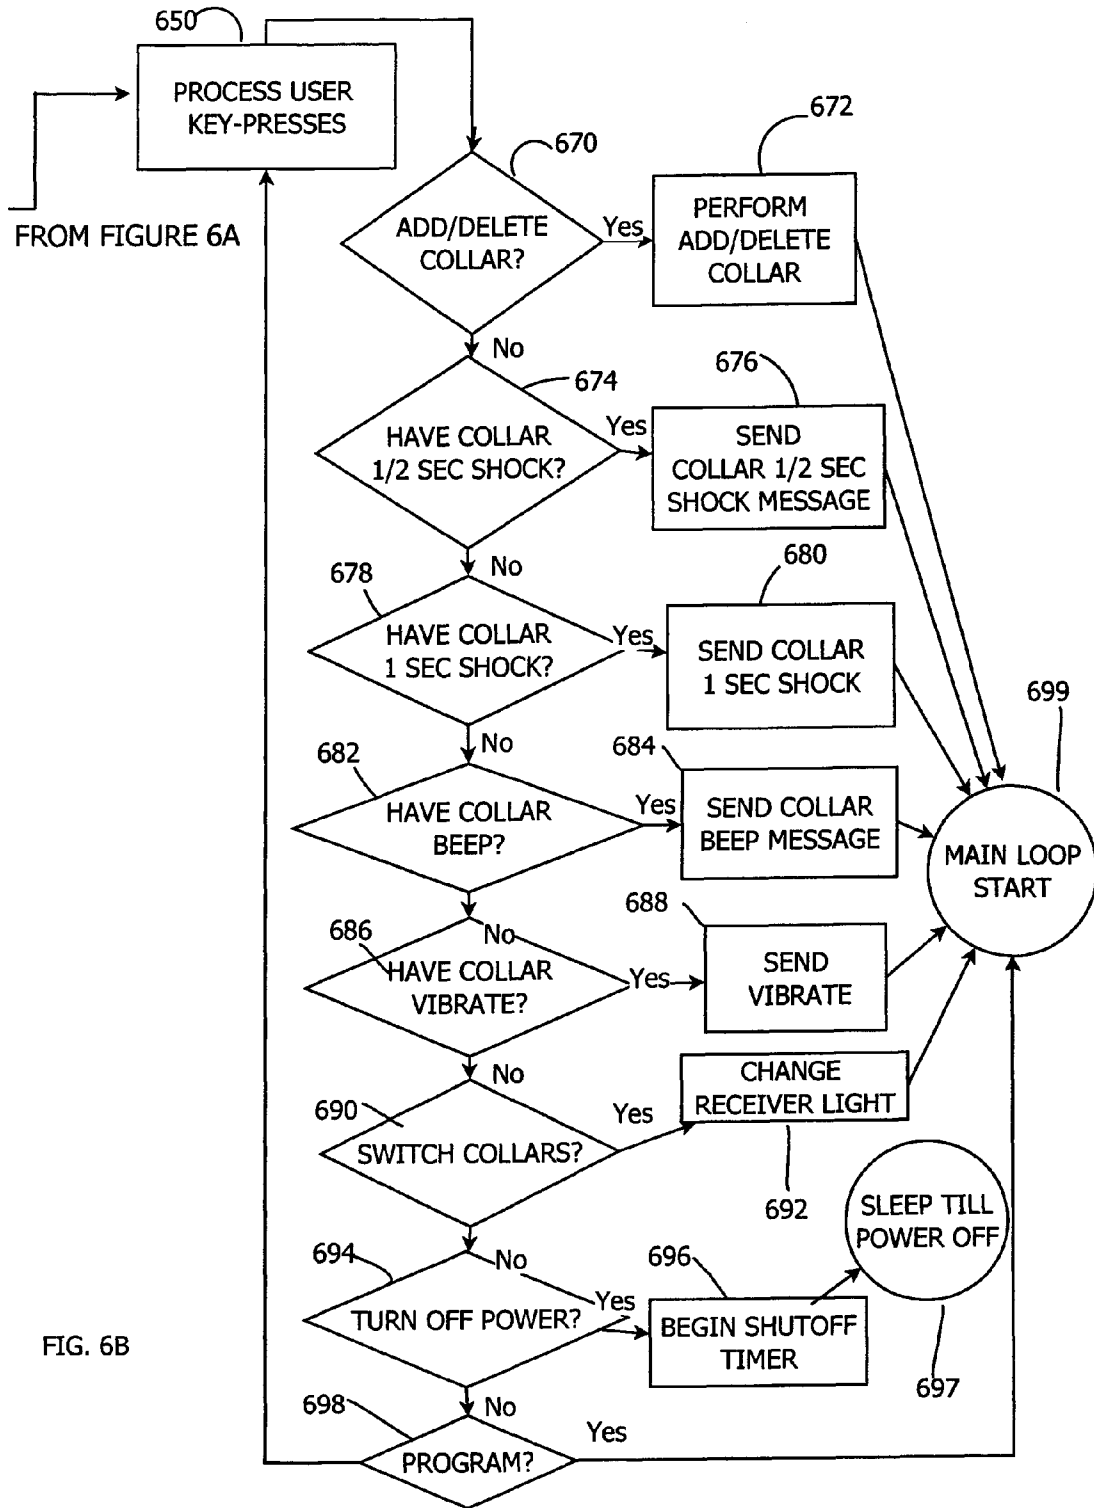 650
PROCESS USER
KEY-PRESSES
FROM FIGURE 6A
670
ADD/DELETE
COLLAR?
Yes
672
PERFORM
ADD/DELETE
COLLAR
No
674
HAVE COLLAR
1/2 SEC SHOCK?
Yes
676
SEND
COLLAR 1/2 SEC
SHOCK MESSAGE
No
678
HAVE COLLAR
1 SEC SHOCK?
Yes
680
SEND COLLAR
1 SEC SHOCK
699
MAIN LOOP
START
No
682
HAVE COLLAR
BEEP?
Yes
684
SEND COLLAR
BEEP MESSAGE
No
686
HAVE COLLAR
VIBRATE?
Yes
688
SEND
VIBRATE
No
690
SWITCH COLLARS?
Yes
CHANGE
RECEIVER LIGHT
692
No
694
TURN OFF POWER?
Yes
696
BEGIN SHUTOFF
TIMER
SLEEP TILL
POWER OFF
697
No
698
PROGRAM?
Yes
FIG. 6B